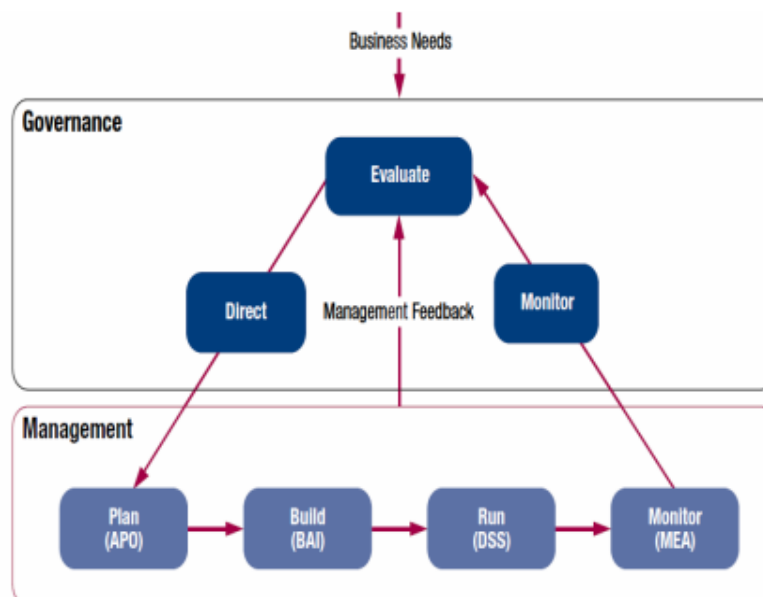 Business Needs
Governance
Evaluate
Direct
Management Feedback
Monitor
Management
Plan
(APO)
Build
(BAI)
Run
(DSS)
Monitor
(MEA)